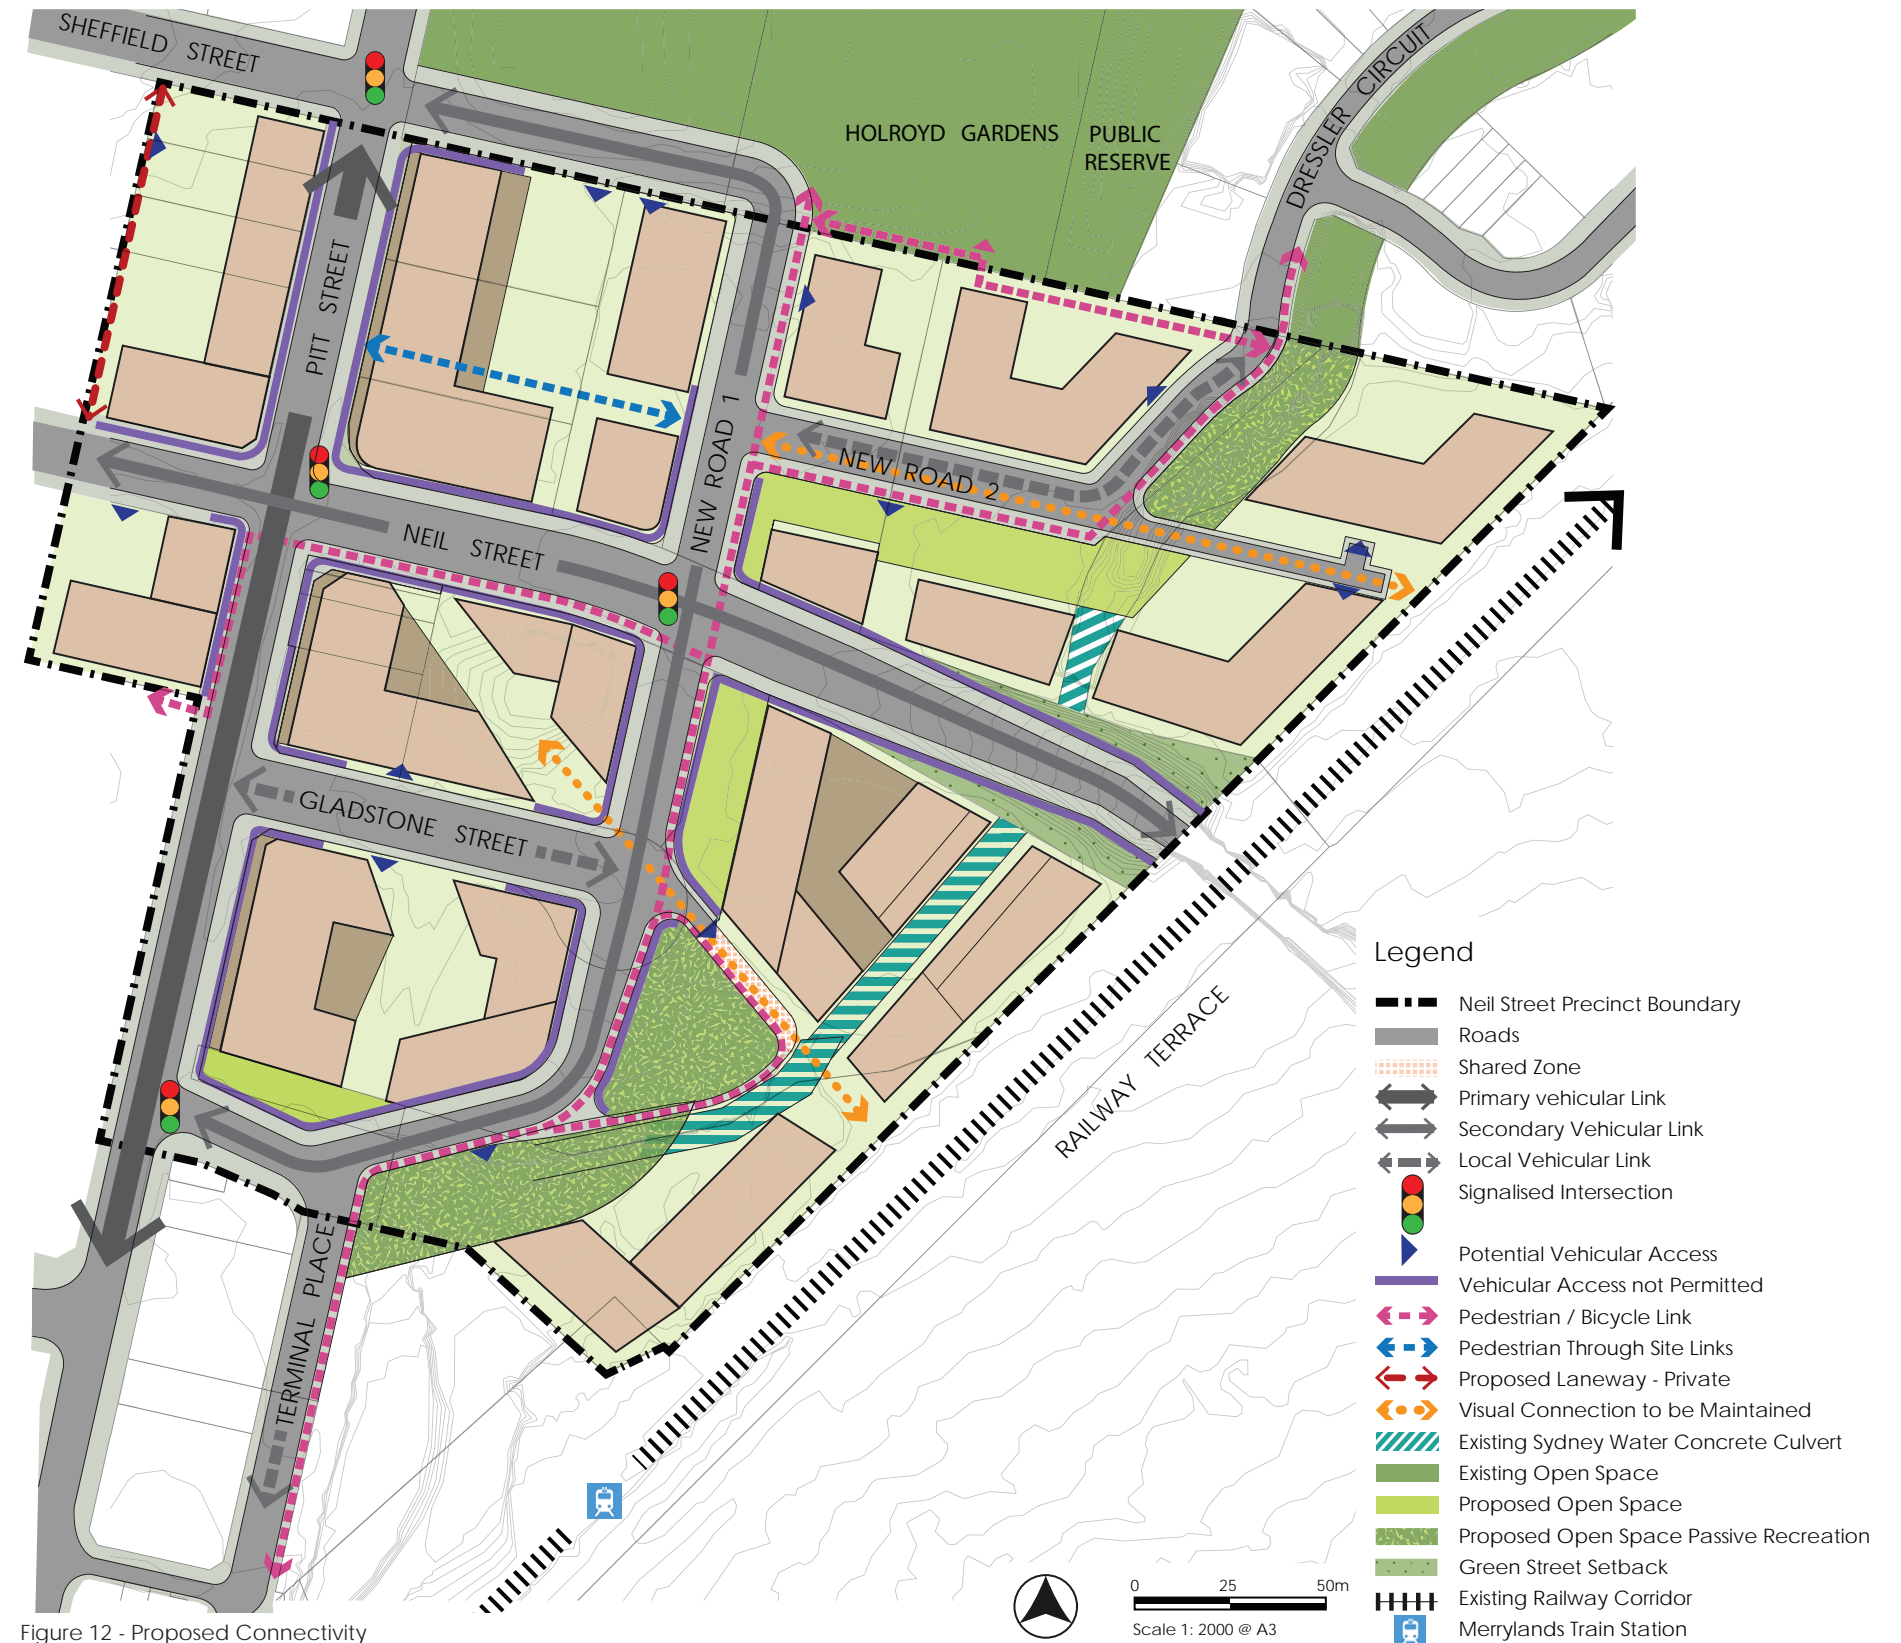 SHEFFIELD STREET
HOLROYD GARDENS PUBLIC
RESERVE
DRESSLER CIRCUIT
PITT STREET
NEW ROAD 1
NEW ROAD 2
NEIL STREET
GLADSTONE STREET
RAILWAY TERRACE
TERMINAL PLACE
Legend
Neil Street Precinct Boundary
Roads
Shared Zone
Primary vehicular Link
Secondary Vehicular Link
Local Vehicular Link
Signalised Intersection
Potential Vehicular Access
Vehicular Access not Permitted
Pedestrian / Bicycle Link
Pedestrian Through Site Links
Proposed Laneway - Private
Visual Connection to be Maintained
Existing Sydney Water Concrete Culvert
Existing Open Space
Proposed Open Space
Proposed Open Space Passive Recreation
Green Street Setback
Existing Railway Corridor
Merrylands Train Station
0 25 50m
Scale 1: 2000 @ A3
Figure 12 - Proposed Connectivity